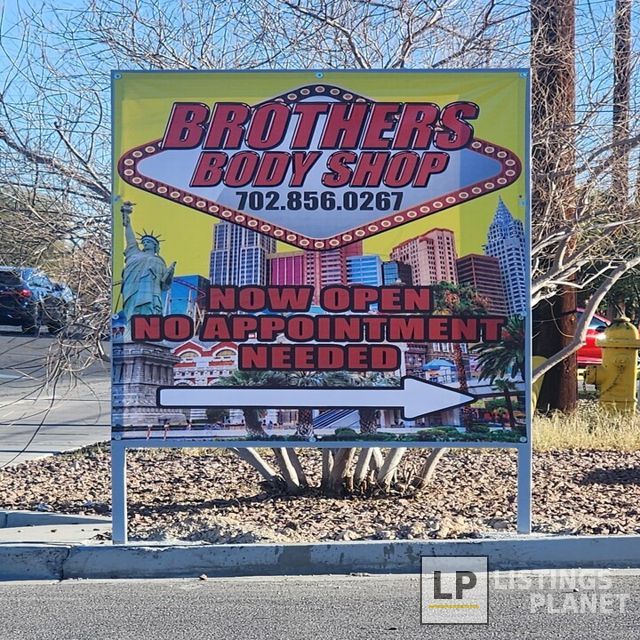 BROTHERS
BODY SHOP
702.856.0267
NOW OPEN
NO APPOINTMENT
NEEDED
LP LISTINGS
PLANET